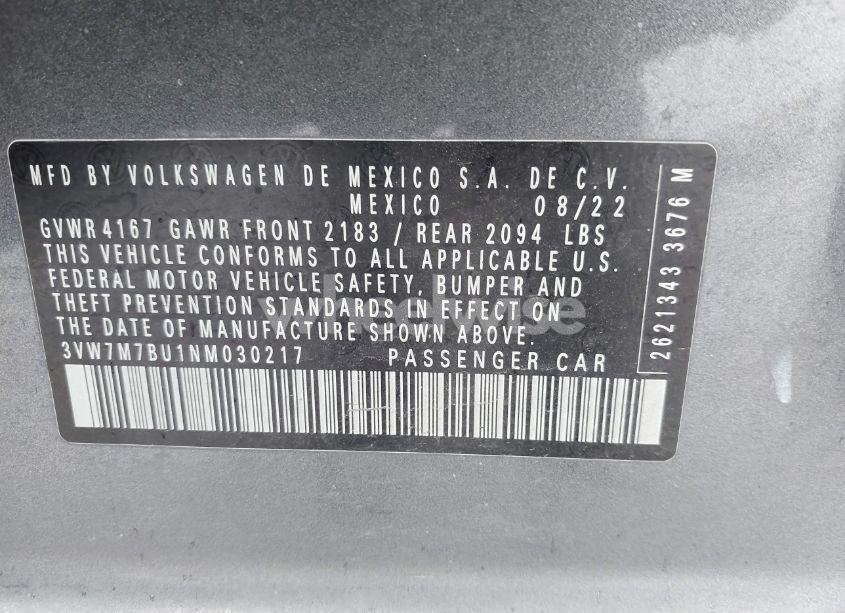 MFD BY VOLKSWAGEN DE MEXICO S.A. DE C.V.
MEXICO 08/22
GVWR 4167 GAWR FRONT 2183 / REAR 2094 LBS
THIS VEHICLE CONFORMS TO ALL APPLICABLE U.S.
FEDERAL MOTOR VEHICLE SAFETY, BUMPER AND
THEFT PREVENTION STANDARDS IN EFFECT ON
THE DATE OF MANUFACTURE SHOWN ABOVE.
3VW7M7BU1NM030217 PASSENGER CAR
2621343 3676 M